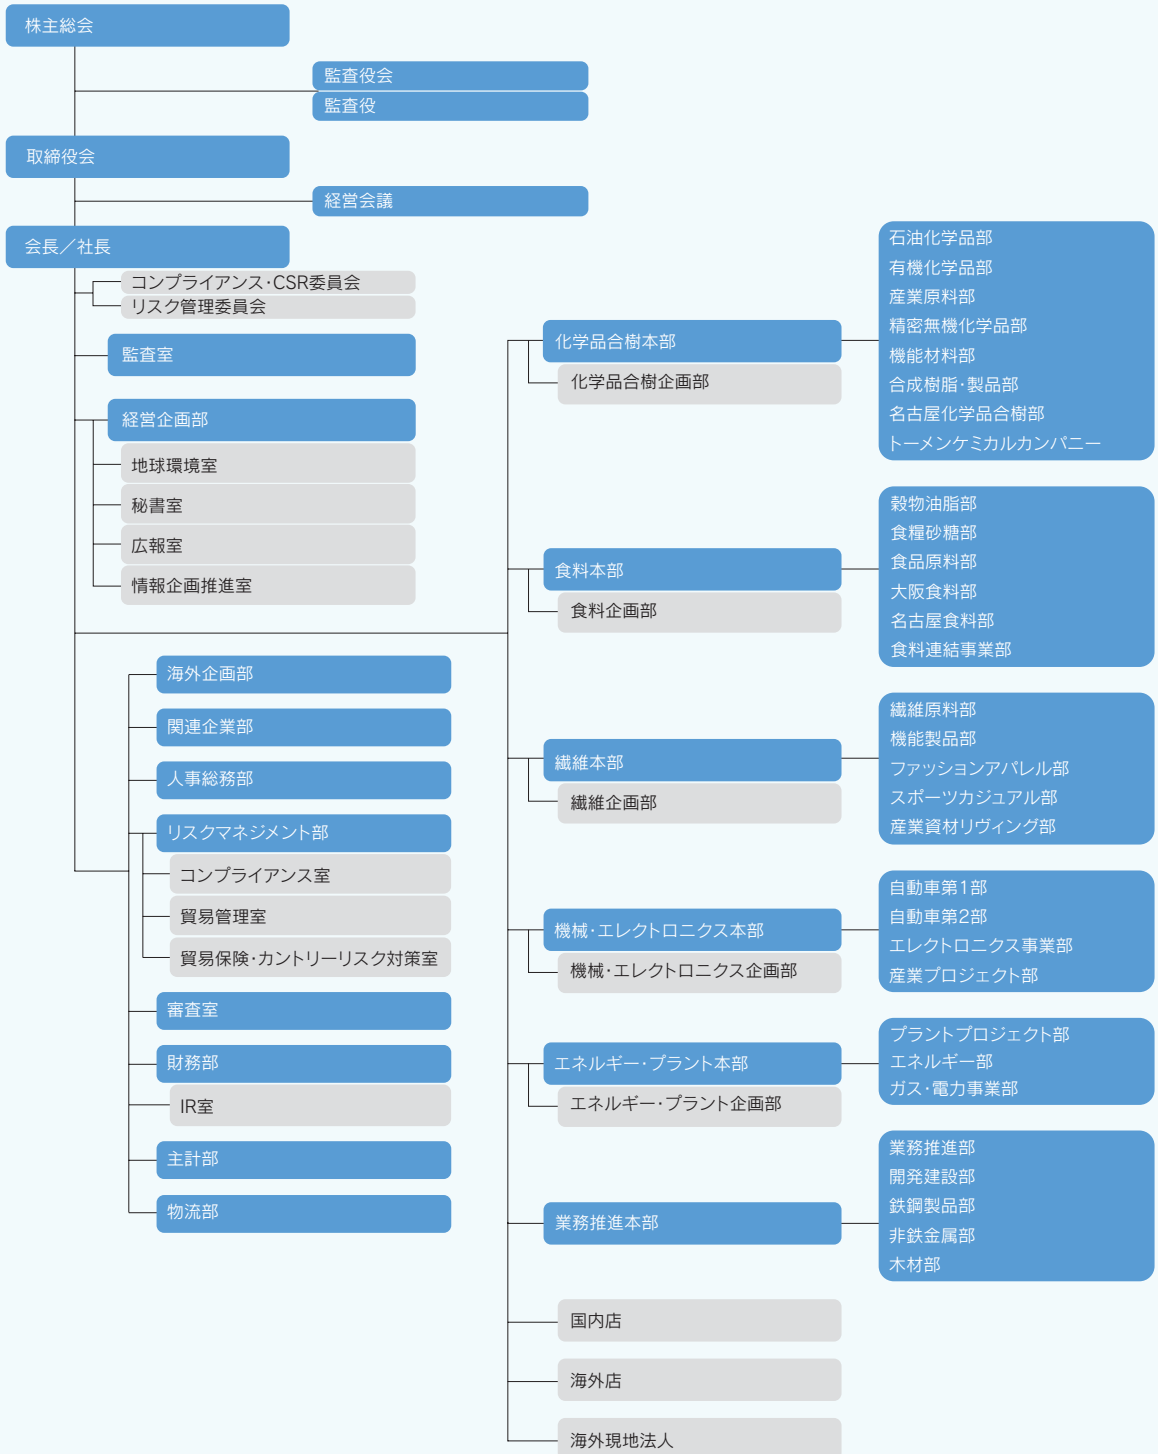 株主総会
監査役会
監査役
取締役会
経営会議
会長／社長
コンプライアンス・CSR委員会
リスク管理委員会
監査室
経営企画部
地球環境室
秘書室
広報室
情報企画推進室
海外企画部
関連企業部
人事総務部
リスクマネジメント部
コンプライアンス室
貿易管理室
貿易保険・カントリーリスク対策室
審査室
財務部
IR室
主計部
物流部
化学品合樹本部
化学品合樹企画部
石油化学品部
有機化学品部
産業原料部
精密無機化学品部
機能材料部
合成樹脂・製品部
名古屋化学品合樹部
トーメンケミカルカンパニー
食料本部
食料企画部
穀物油脂部
食糧砂糖部
食品原料部
大阪食料部
名古屋食料部
食料連結事業部
繊維本部
繊維企画部
繊維原料部
機能製品部
ファッションアパレル部
スポーツカジュアル部
産業資材リヴィング部
機械・エレクトロニクス本部
機械・エレクトロニクス企画部
自動車第1部
自動車第2部
エレクトロニクス事業部
産業プロジェクト部
エネルギー・プラント本部
エネルギー・プラント企画部
プラントプロジェクト部
エネルギー部
ガス・電力事業部
業務推進本部
業務推進部
開発建設部
鉄鋼製品部
非鉄金属部
木材部
国内店
海外店
海外現地法人